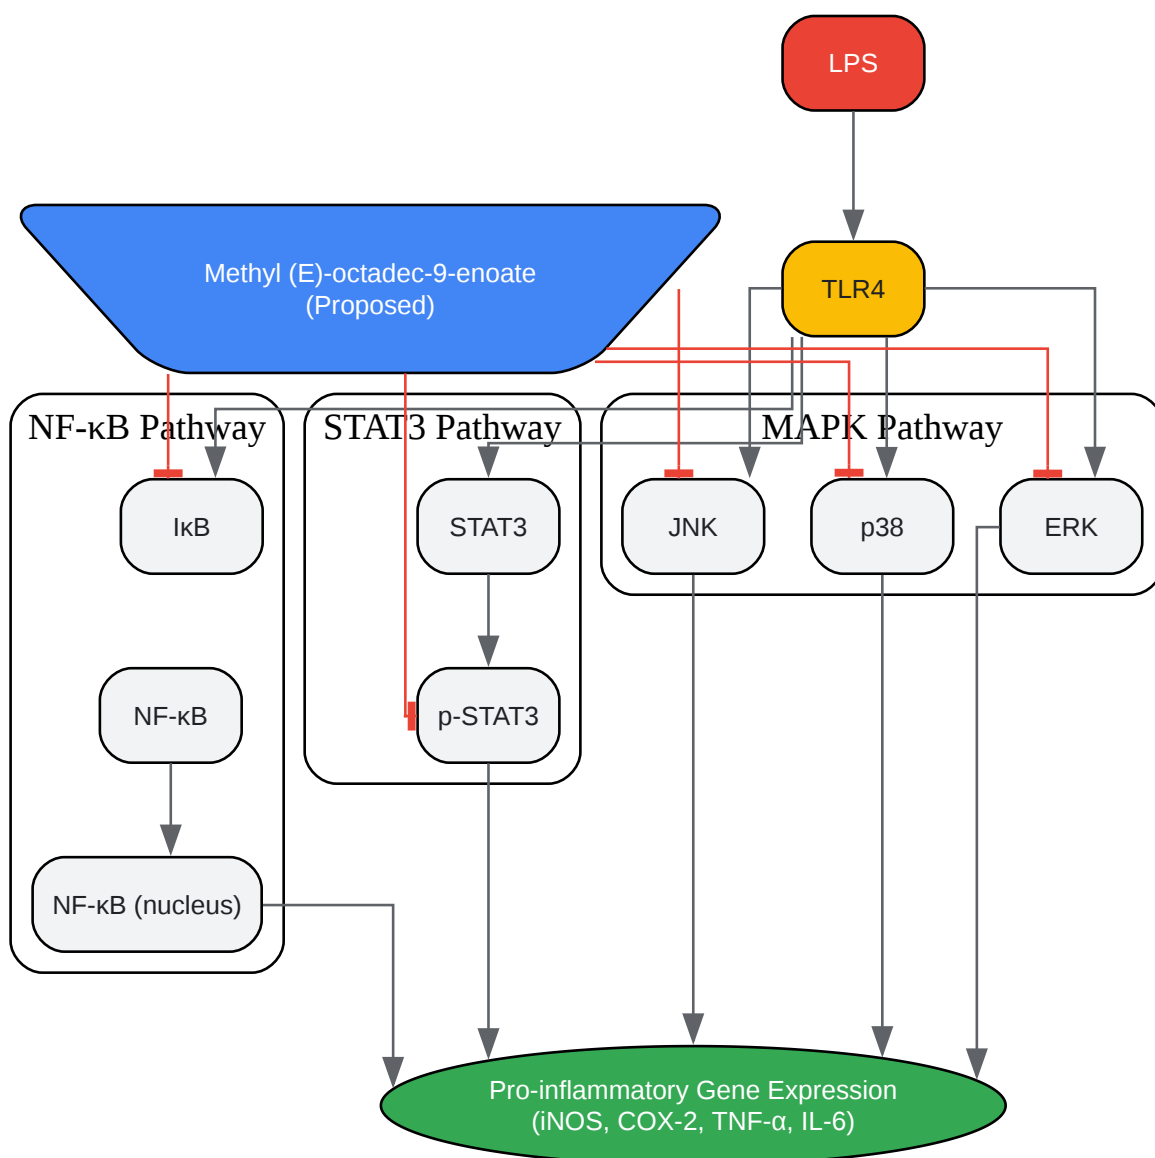 LPS
Methyl (E)-octadec-9-enoate
(Proposed)
TLR4
NF-κB Pathway
STAT3 Pathway
MAPK Pathway
IκB
STAT3
JNK
p38
ERK
NF-κB
p-STAT3
NF-κB (nucleus)
Pro-inflammatory Gene Expression
(iNOS, COX-2, TNF-α, IL-6)